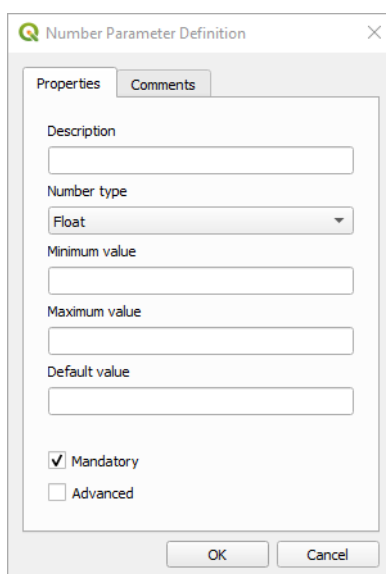 Number Parameter Definition
Properties Comments
Description
Number type
Float
Minimum value
Maximum value
Default value
Mandatory
Advanced
OK Cancel